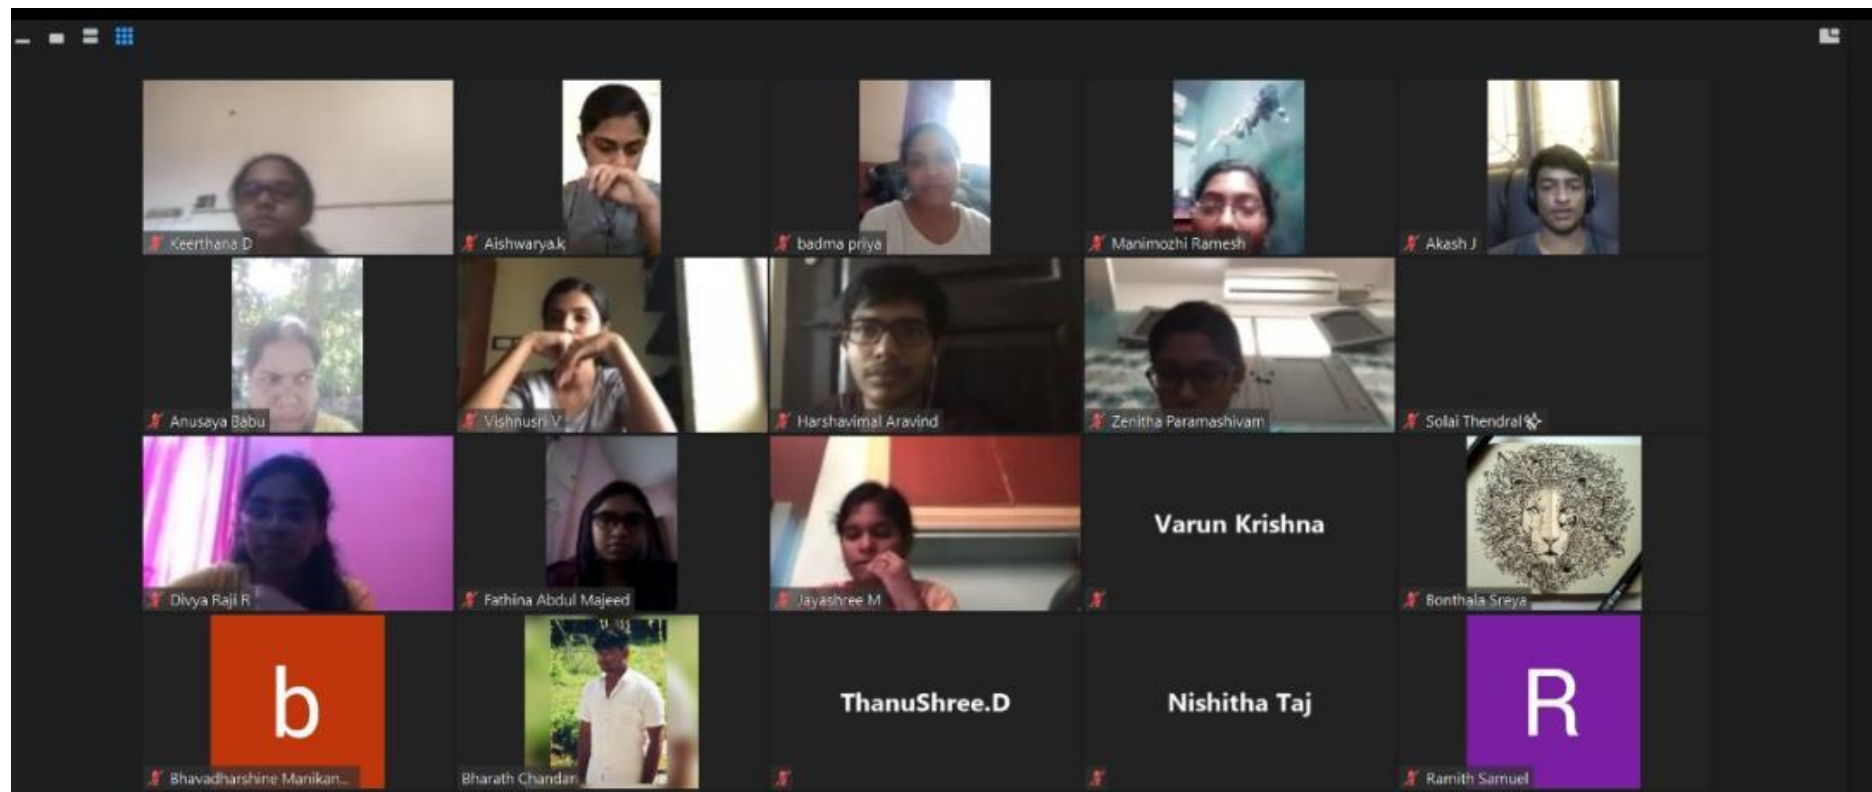 Keerthana D
Aishwarya.k
badma priya
Manimozhi Ramesh
Akash J
Anusaya Babu
Vishnusri V
Harshavimal Aravind
Zenitha Paramashivam
Solai Thendral
Divya Raji R
Fathina Abdul Majeed
Jayashree M
Varun Krishna
Bonthala Sreya
b
Bhavadharshine Manikan...
Bharath Chandan
ThanuShree.D
Nishitha Taj
R
Ramith Samuel